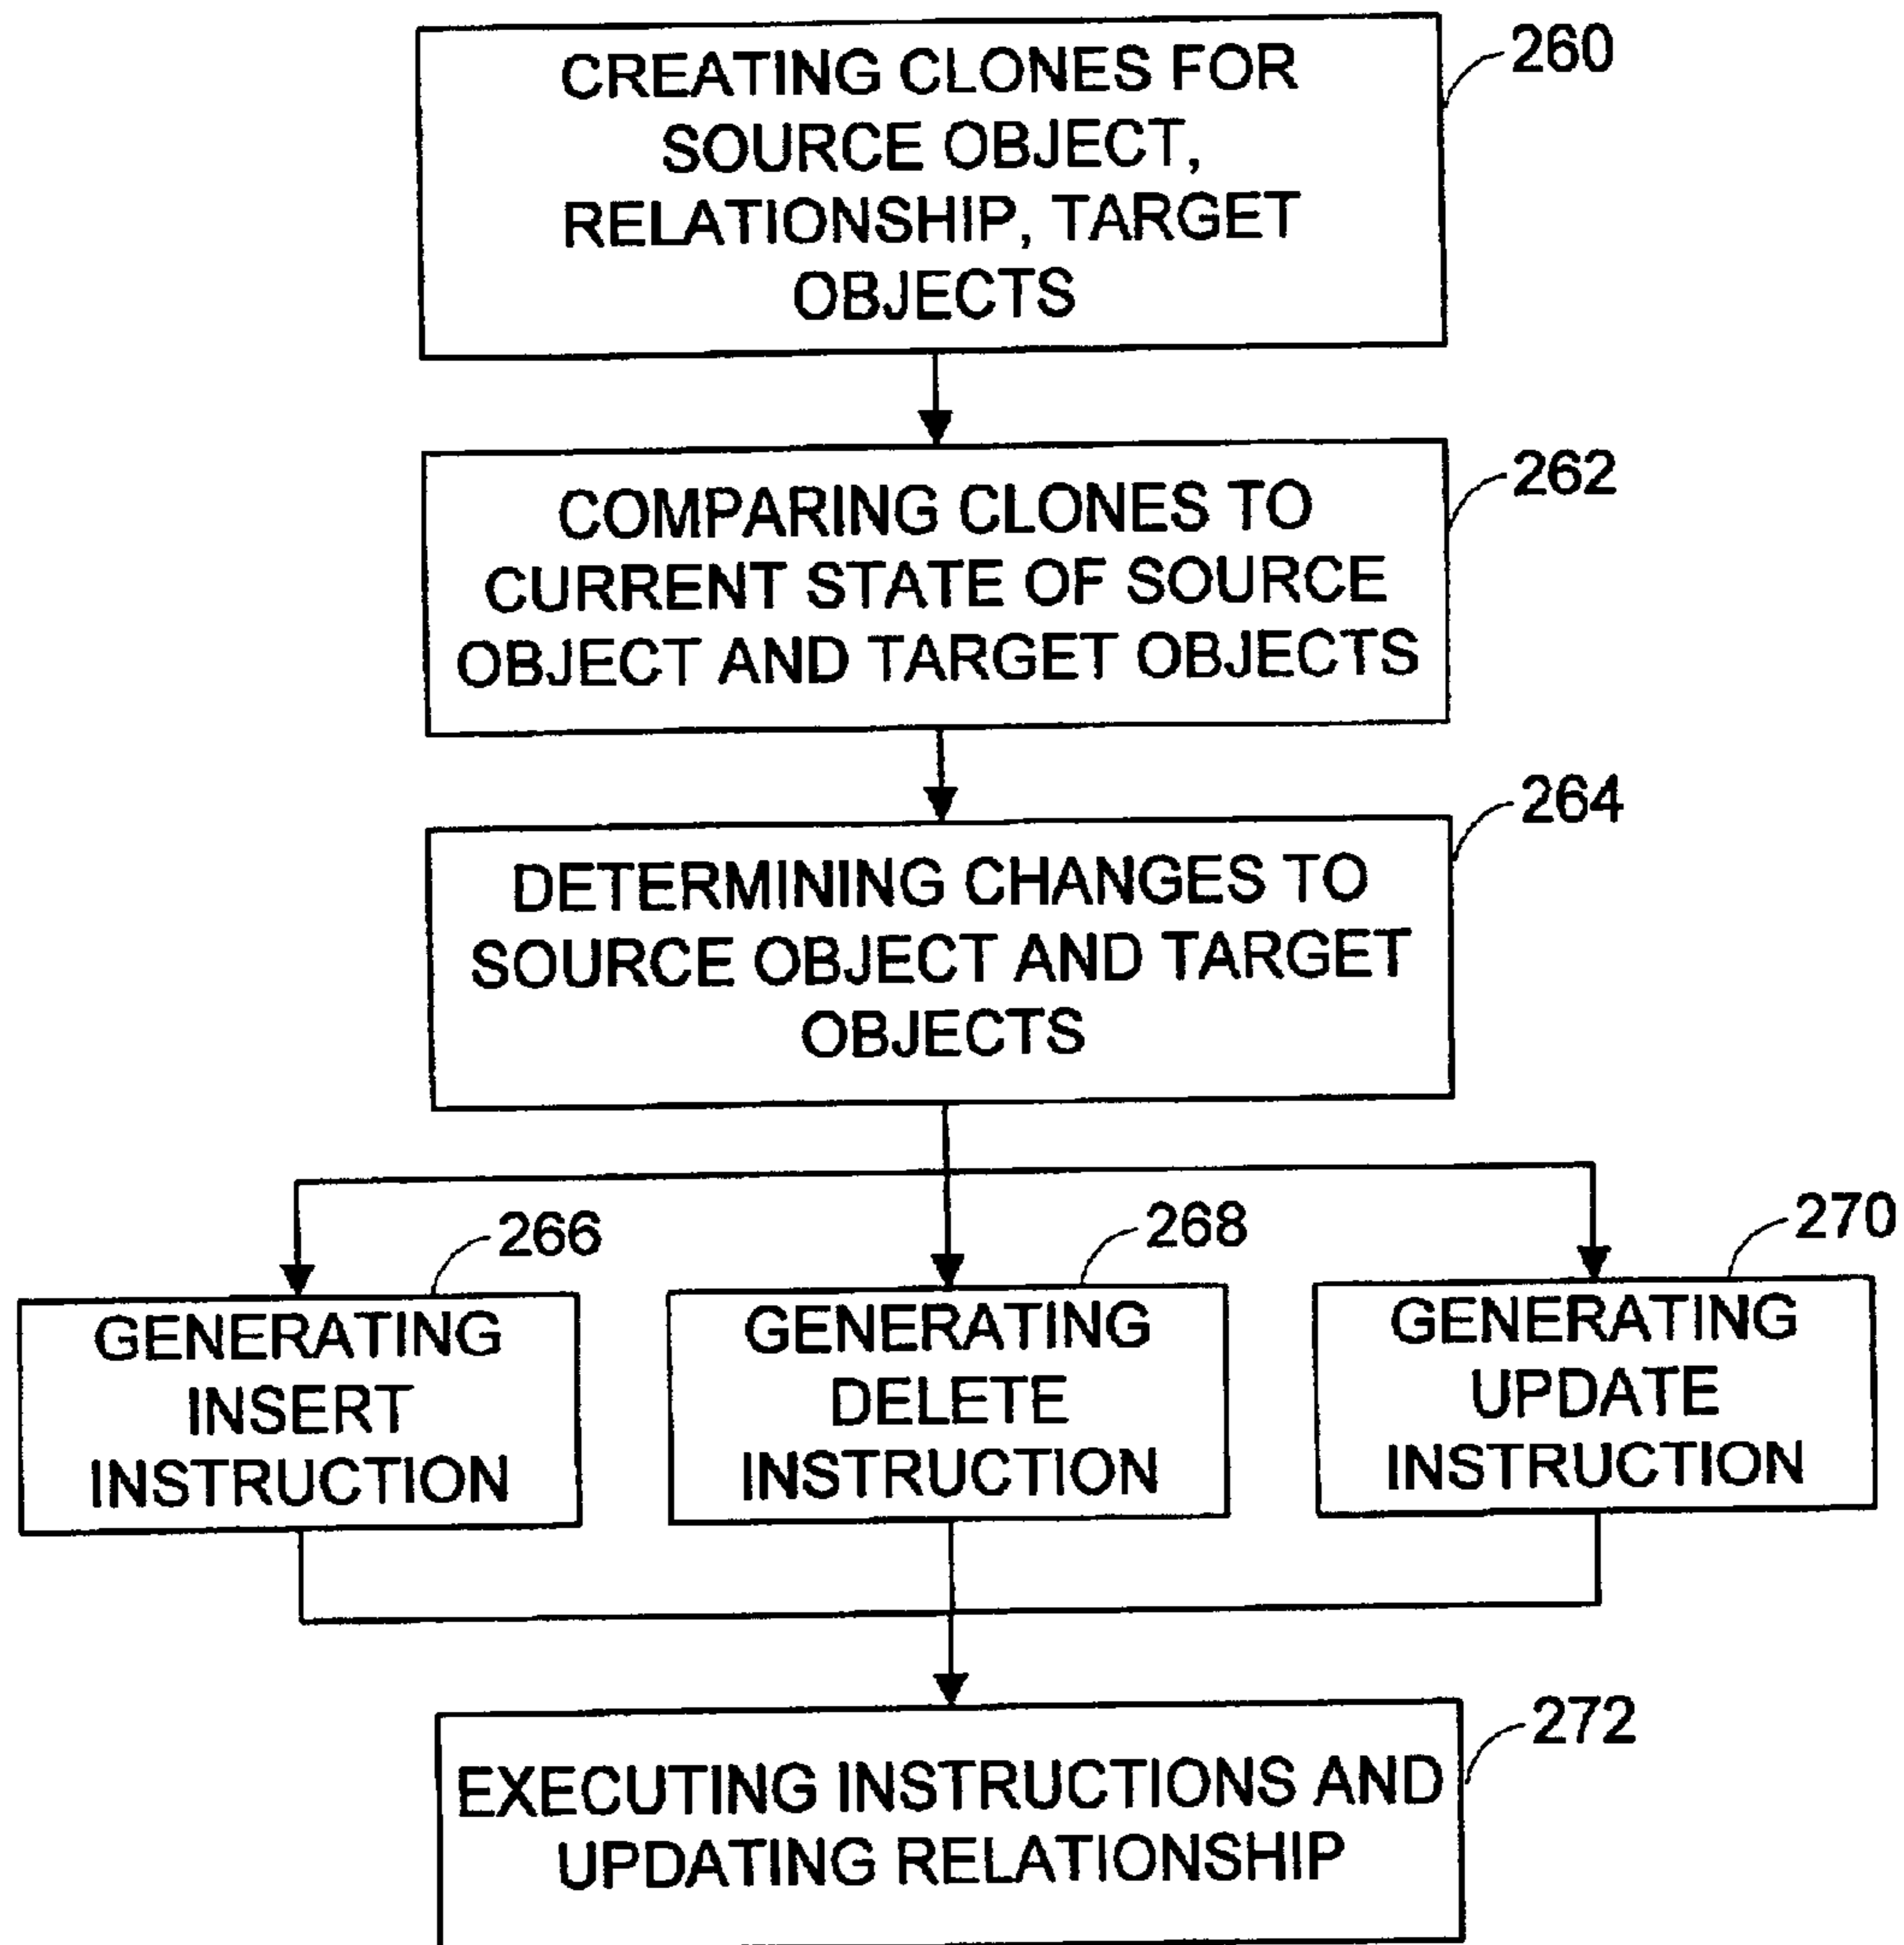 CREATING CLONES FOR
SOURCE OBJECT,
RELATIONSHIP, TARGET
OBJECTS
260
COMPARING CLONES TO
CURRENT STATE OF SOURCE
OBJECT AND TARGET OBJECTS
262
DETERMINING CHANGES TO
SOURCE OBJECT AND TARGET
OBJECTS
264
GENERATING
INSERT
INSTRUCTION
266
GENERATING
DELETE
INSTRUCTION
268
GENERATING
UPDATE
INSTRUCTION
270
EXECUTING INSTRUCTIONS AND
UPDATING RELATIONSHIP
272